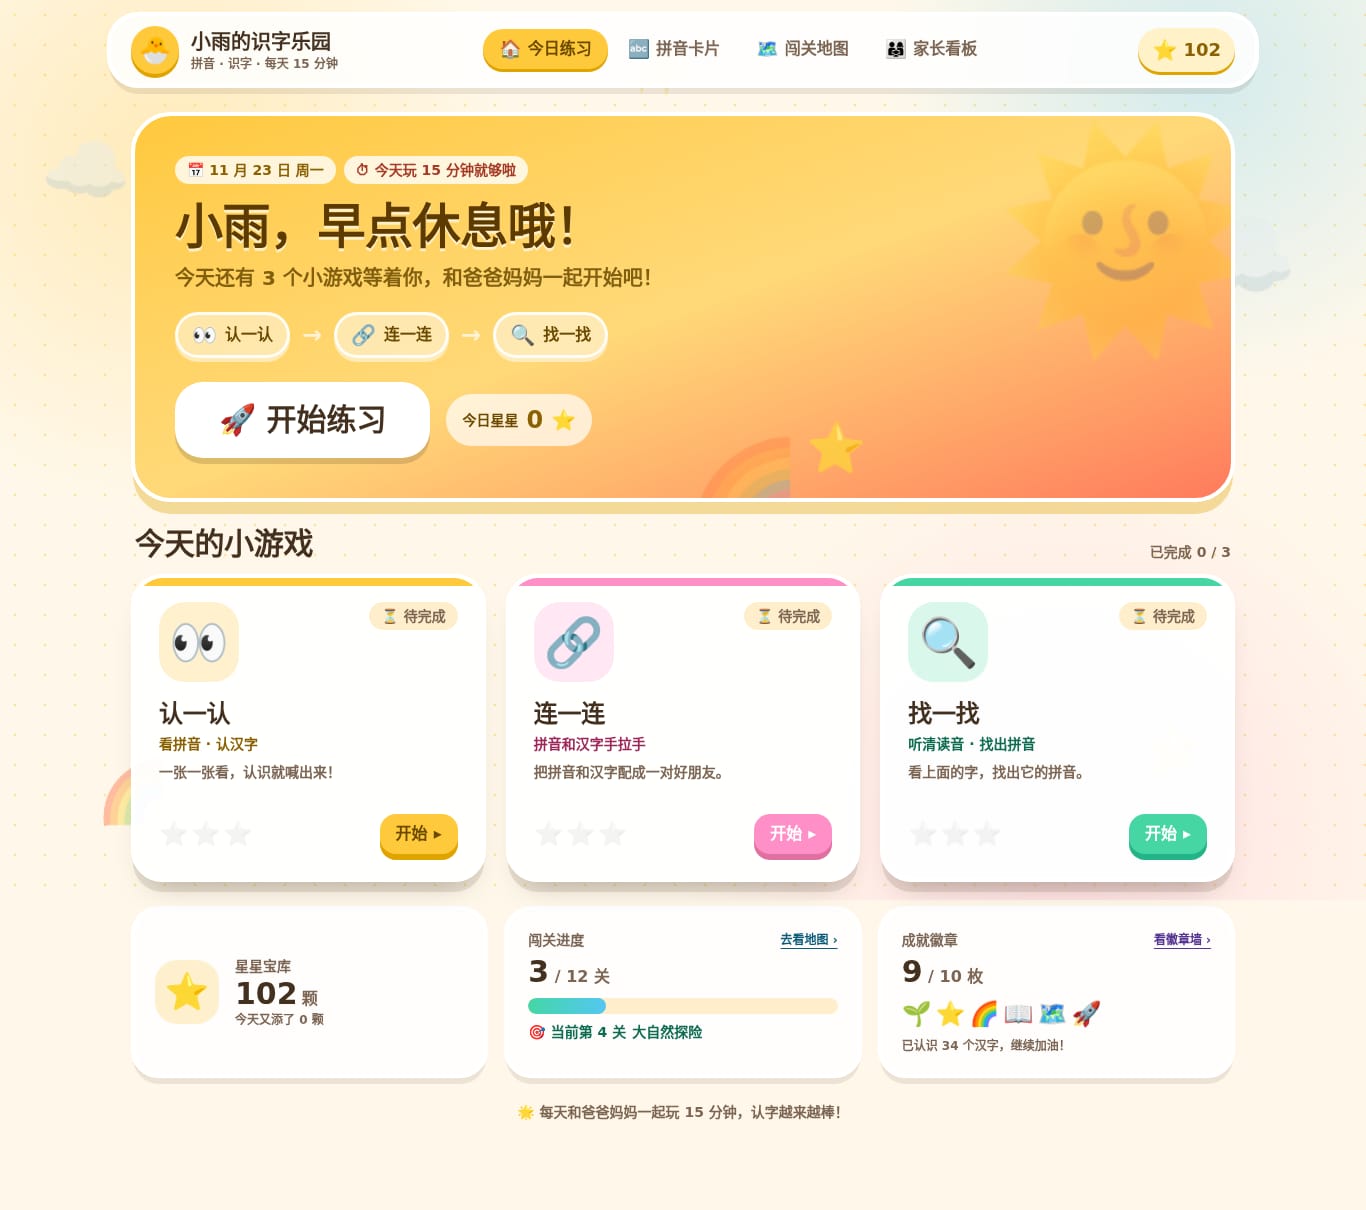 小雨的识字乐园
拼音 · 识字 · 每天 15 分钟
今日练习
abc 拼音卡片
闯关地图
家长看板
102
11 月 23 日 周一
今天玩 15 分钟就够啦
小雨，早点休息哦！
今天还有 3 个小游戏等着你，和爸爸妈妈一起开始吧！
认一认 → 连一连 → 找一找
开始练习
今日星星 0
今天的小游戏
已完成 0 / 3
待完成
认一认
看拼音 · 认汉字
一张一张看，认识就喊出来！
开始 ▸
待完成
连一连
拼音和汉字手拉手
把拼音和汉字配成一对好朋友。
开始 ▸
待完成
找一找
听清读音 · 找出拼音
看上面的字，找出它的拼音。
开始 ▸
星星宝库
102 颗
今天又添了 0 颗
闯关进度
去看地图 ›
3 / 12 关
当前第 4 关 大自然探险
成就徽章
看徽章墙 ›
9 / 10 枚
已认识 34 个汉字，继续加油！
每天和爸爸妈妈一起玩 15 分钟，认字越来越棒！